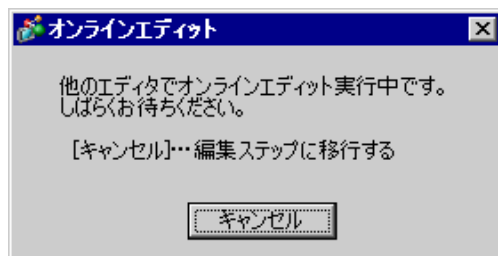 オンラインエディット
他のエディタでオンラインエディット実行中です。
しばらくお待ちください。
[キャンセル]…編集ステップに移行する
キャンセル